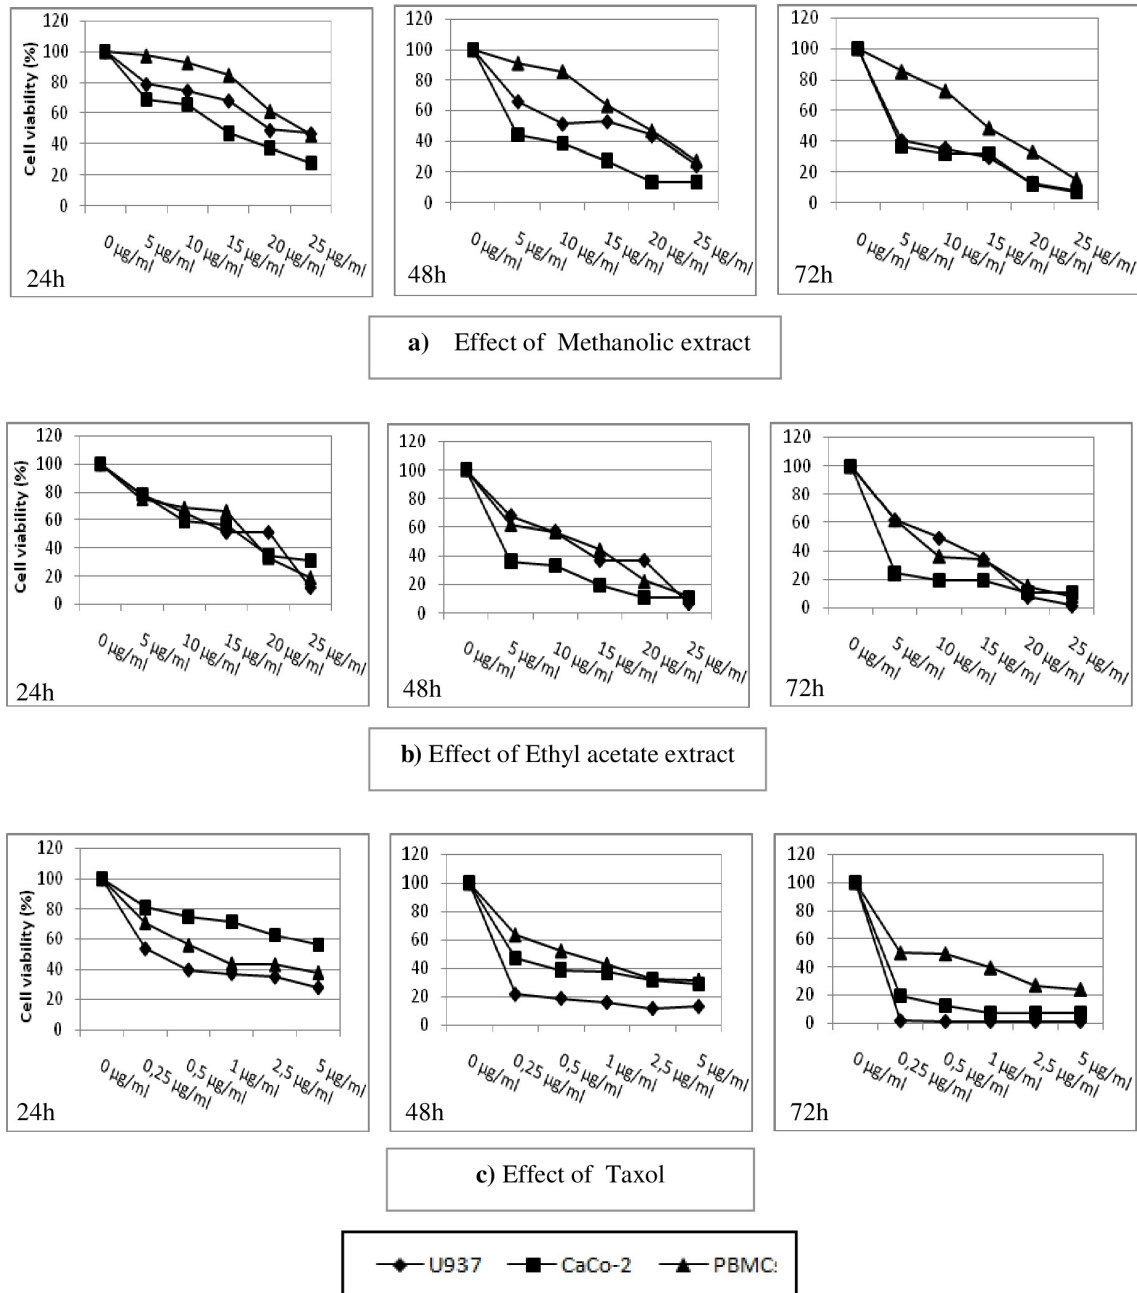 120
100
80
60
40
20
0
Cell viability (%)
0 µg/ml
5 µg/ml
10 µg/ml
15 µg/ml
20 µg/ml
25 µg/ml
24h
120
100
80
60
40
20
0
0 µg/ml
5 µg/ml
10 µg/ml
15 µg/ml
20 µg/ml
25 µg/ml
48h
120
100
80
60
40
20
0
0 µg/ml
5 µg/ml
10 µg/ml
15 µg/ml
20 µg/ml
25 µg/ml
72h
a) Effect of Methanolic extract
120
100
80
60
40
20
0
Cell viability (%)
0 µg/ml
5 µg/ml
10 µg/ml
15 µg/ml
20 µg/ml
25 µg/ml
24h
120
100
80
60
40
20
0
0 µg/ml
5 µg/ml
10 µg/ml
15 µg/ml
20 µg/ml
25 µg/ml
48h
120
100
80
60
40
20
0
0 µg/ml
5 µg/ml
10 µg/ml
15 µg/ml
20 µg/ml
25 µg/ml
72h
b) Effect of Ethyl acetate extract
120
100
80
60
40
20
0
Cell viability (%)
0 µg/ml
0,25 µg/ml
0,5 µg/ml
1 µg/ml
2,5 µg/ml
5 µg/ml
24h
120
100
80
60
40
20
0
0 µg/ml
0,25 µg/ml
0,5 µg/ml
1 µg/ml
2,5 µg/ml
5 µg/ml
48h
120
100
80
60
40
20
0
0 µg/ml
0,25 µg/ml
0,5 µg/ml
1 µg/ml
2,5 µg/ml
5 µg/ml
72h
c) Effect of Taxol
U937 CaCo-2 PBMCs